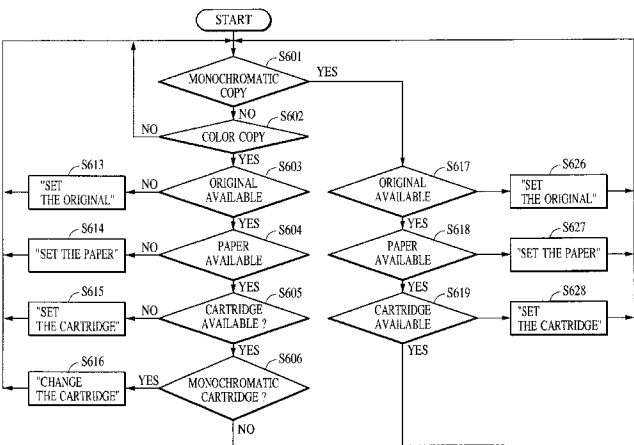 START
S601
MONOCHROMATIC
COPY
YES
NO
S602
COLOR COPY
NO
YES
S613
"SET
THE ORIGINAL"
NO
S603
ORIGINAL
AVAILABLE
YES
S617
ORIGINAL
AVAILABLE
YES
S626
"SET
THE ORIGINAL"
S614
"SET THE PAPER"
NO
S604
PAPER
AVAILABLE
YES
S618
PAPER
AVAILABLE
YES
S627
"SET THE PAPER"
S615
"SET
THE CARTRIDGE"
NO
S605
CARTRIDGE
AVAILABLE ?
YES
S619
CARTRIDGE
AVAILABLE
YES
S628
"SET
THE CARTRIDGE"
S616
"CHANGE
THE CARTRIDGE"
YES
S606
MONOCHROMATIC
CARTRIDGE ?
NO